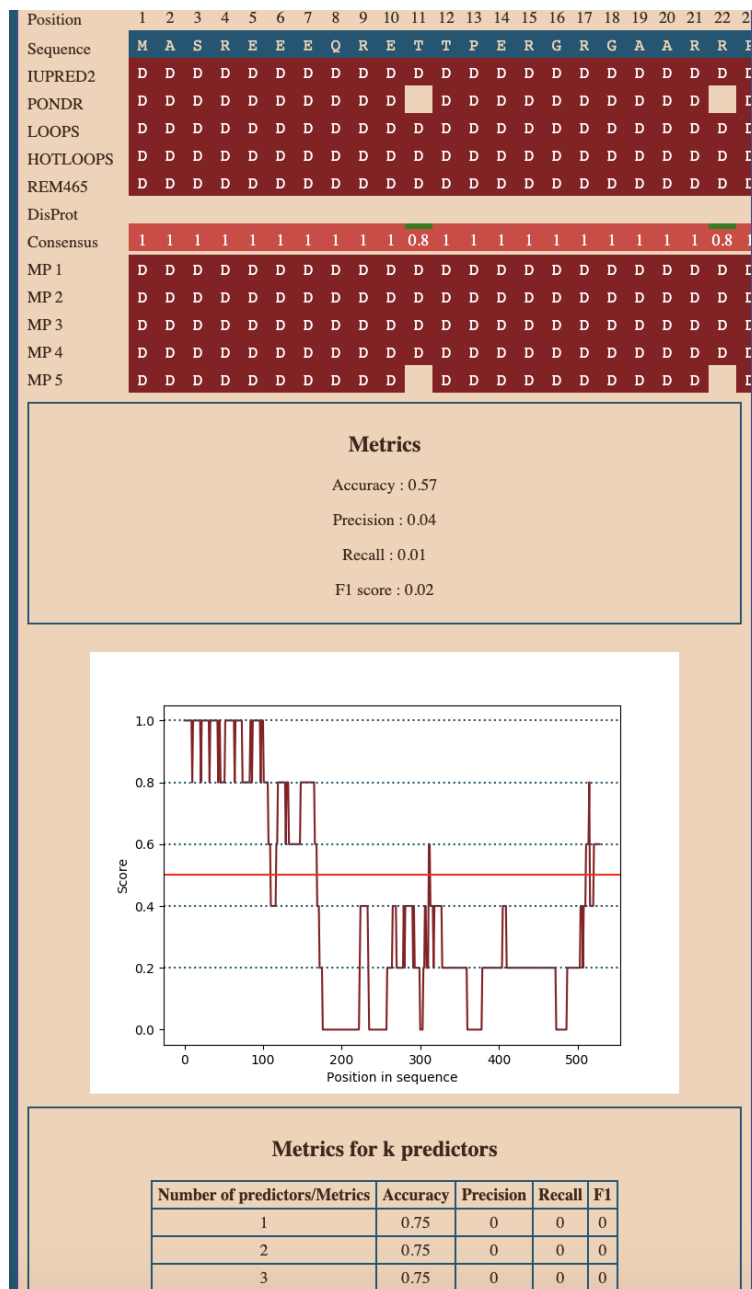 Position 1 2 3 4 5 6 7 8 9 10 11 12 13 14 15 16 17 18 19 20 21 22 2
Sequence M A S R E E E Q R E T T P E R G R G A A R R
IUPRED2 D D D D D D D D D D D D D D D D D D D D D D D
PONDR D D D D D D D D D D D D D D D D D D D D D
LOOPS D D D D D D D D D D D D D D D D D D D D D D D
HOTLOOPS D D D D D D D D D D D D D D D D D D D D D D D
REM465 D D D D D D D D D D D D D D D D D D D D D D D
DisProt
Consensus 1 1 1 1 1 1 1 1 1 1 0.8 1 1 1 1 1 1 1 1 1 1 0.8 1
MP 1 D D D D D D D D D D D D D D D D D D D D D D D
MP 2 D D D D D D D D D D D D D D D D D D D D D D D
MP 3 D D D D D D D D D D D D D D D D D D D D D D D
MP 4 D D D D D D D D D D D D D D D D D D D D D D D
MP 5 D D D D D D D D D D D D D D D D D D D D D
Metrics
Accuracy : 0.57
Precision : 0.04
Recall : 0.01
F1 score : 0.02
1.0
0.8
0.6
0.4
0.2
0.0
Score
0 100 200 300 400 500
Position in sequence
Metrics for k predictors
Number of predictors/Metrics Accuracy Precision Recall F1
1 0.75 0 0 0
2 0.75 0 0 0
3 0.75 0 0 0